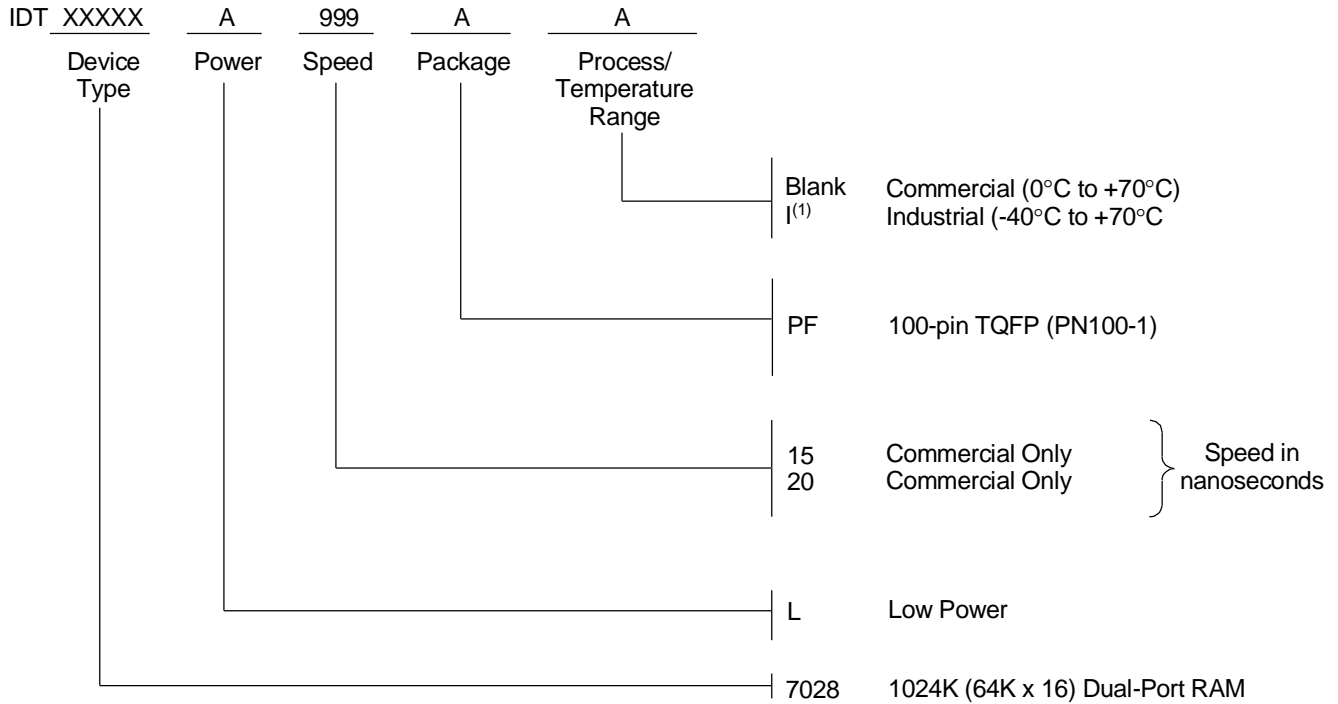 IDT XXXXX A 999 A A
Device Type Power Speed Package Process/ Temperature Range
Blank Commercial (0°C to +70°C)
I(1) Industrial (-40°C to +70°C
PF 100-pin TQFP (PN100-1)
15 Commercial Only
20 Commercial Only
Speed in nanoseconds
L Low Power
7028 1024K (64K x 16) Dual-Port RAM